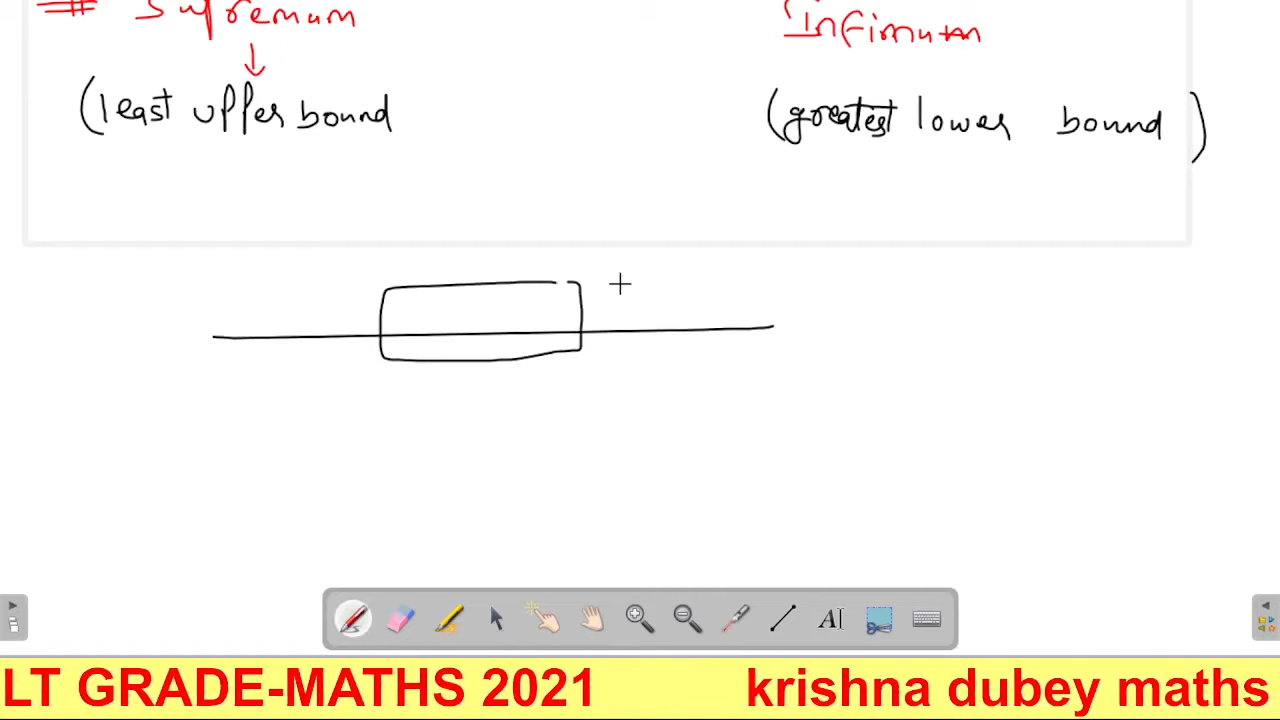 # Supremum Infimum
(least upper bound (greatest lower bound)
LT GRADE-MATHS 2021 krishna dubey maths